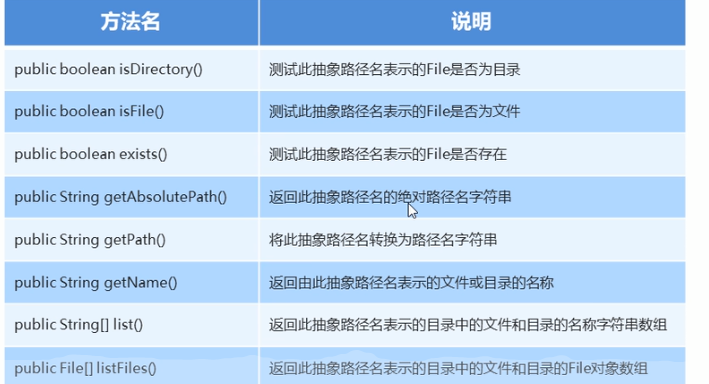 方法名 说明
public boolean isDirectory() 测试此抽象路径名表示的File是否为目录
public boolean isFile() 测试此抽象路径名表示的File是否为文件
public boolean exists() 测试此抽象路径名表示的File是否存在
public String getAbsolutePath() 返回此抽象路径名的绝对路径名字符串
public String getPath() 将此抽象路径名转换为路径名字符串
public String getName() 返回由此抽象路径名表示的文件或目录的名称
public String[] list() 返回此抽象路径名表示的目录中的文件和目录的名称字符串数组
public File[] listFiles() 返回此抽象路径名表示的目录中的文件和目录的File对象数组